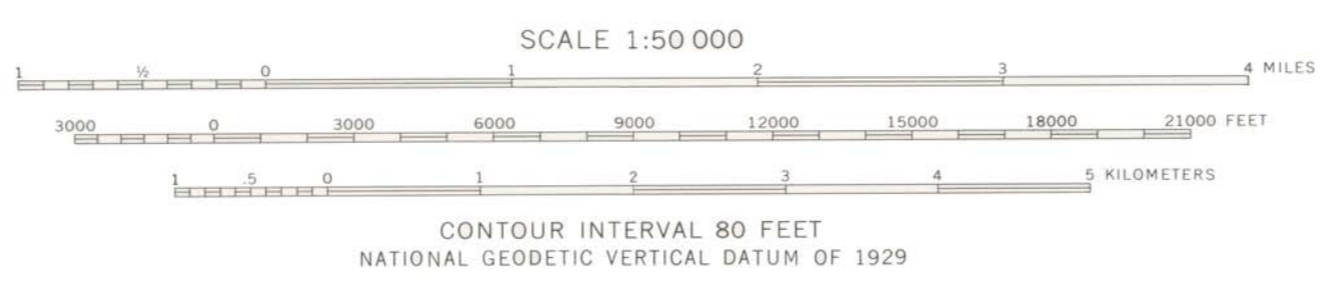 SCALE 1:50 000
1 ½ 0 1 2 3 4 MILES
3000 0 3000 6000 9000 12000 15000 18000 21000 FEET
1 .5 0 1 2 3 4 5 KILOMETERS
CONTOUR INTERVAL 80 FEET
NATIONAL GEODETIC VERTICAL DATUM OF 1929